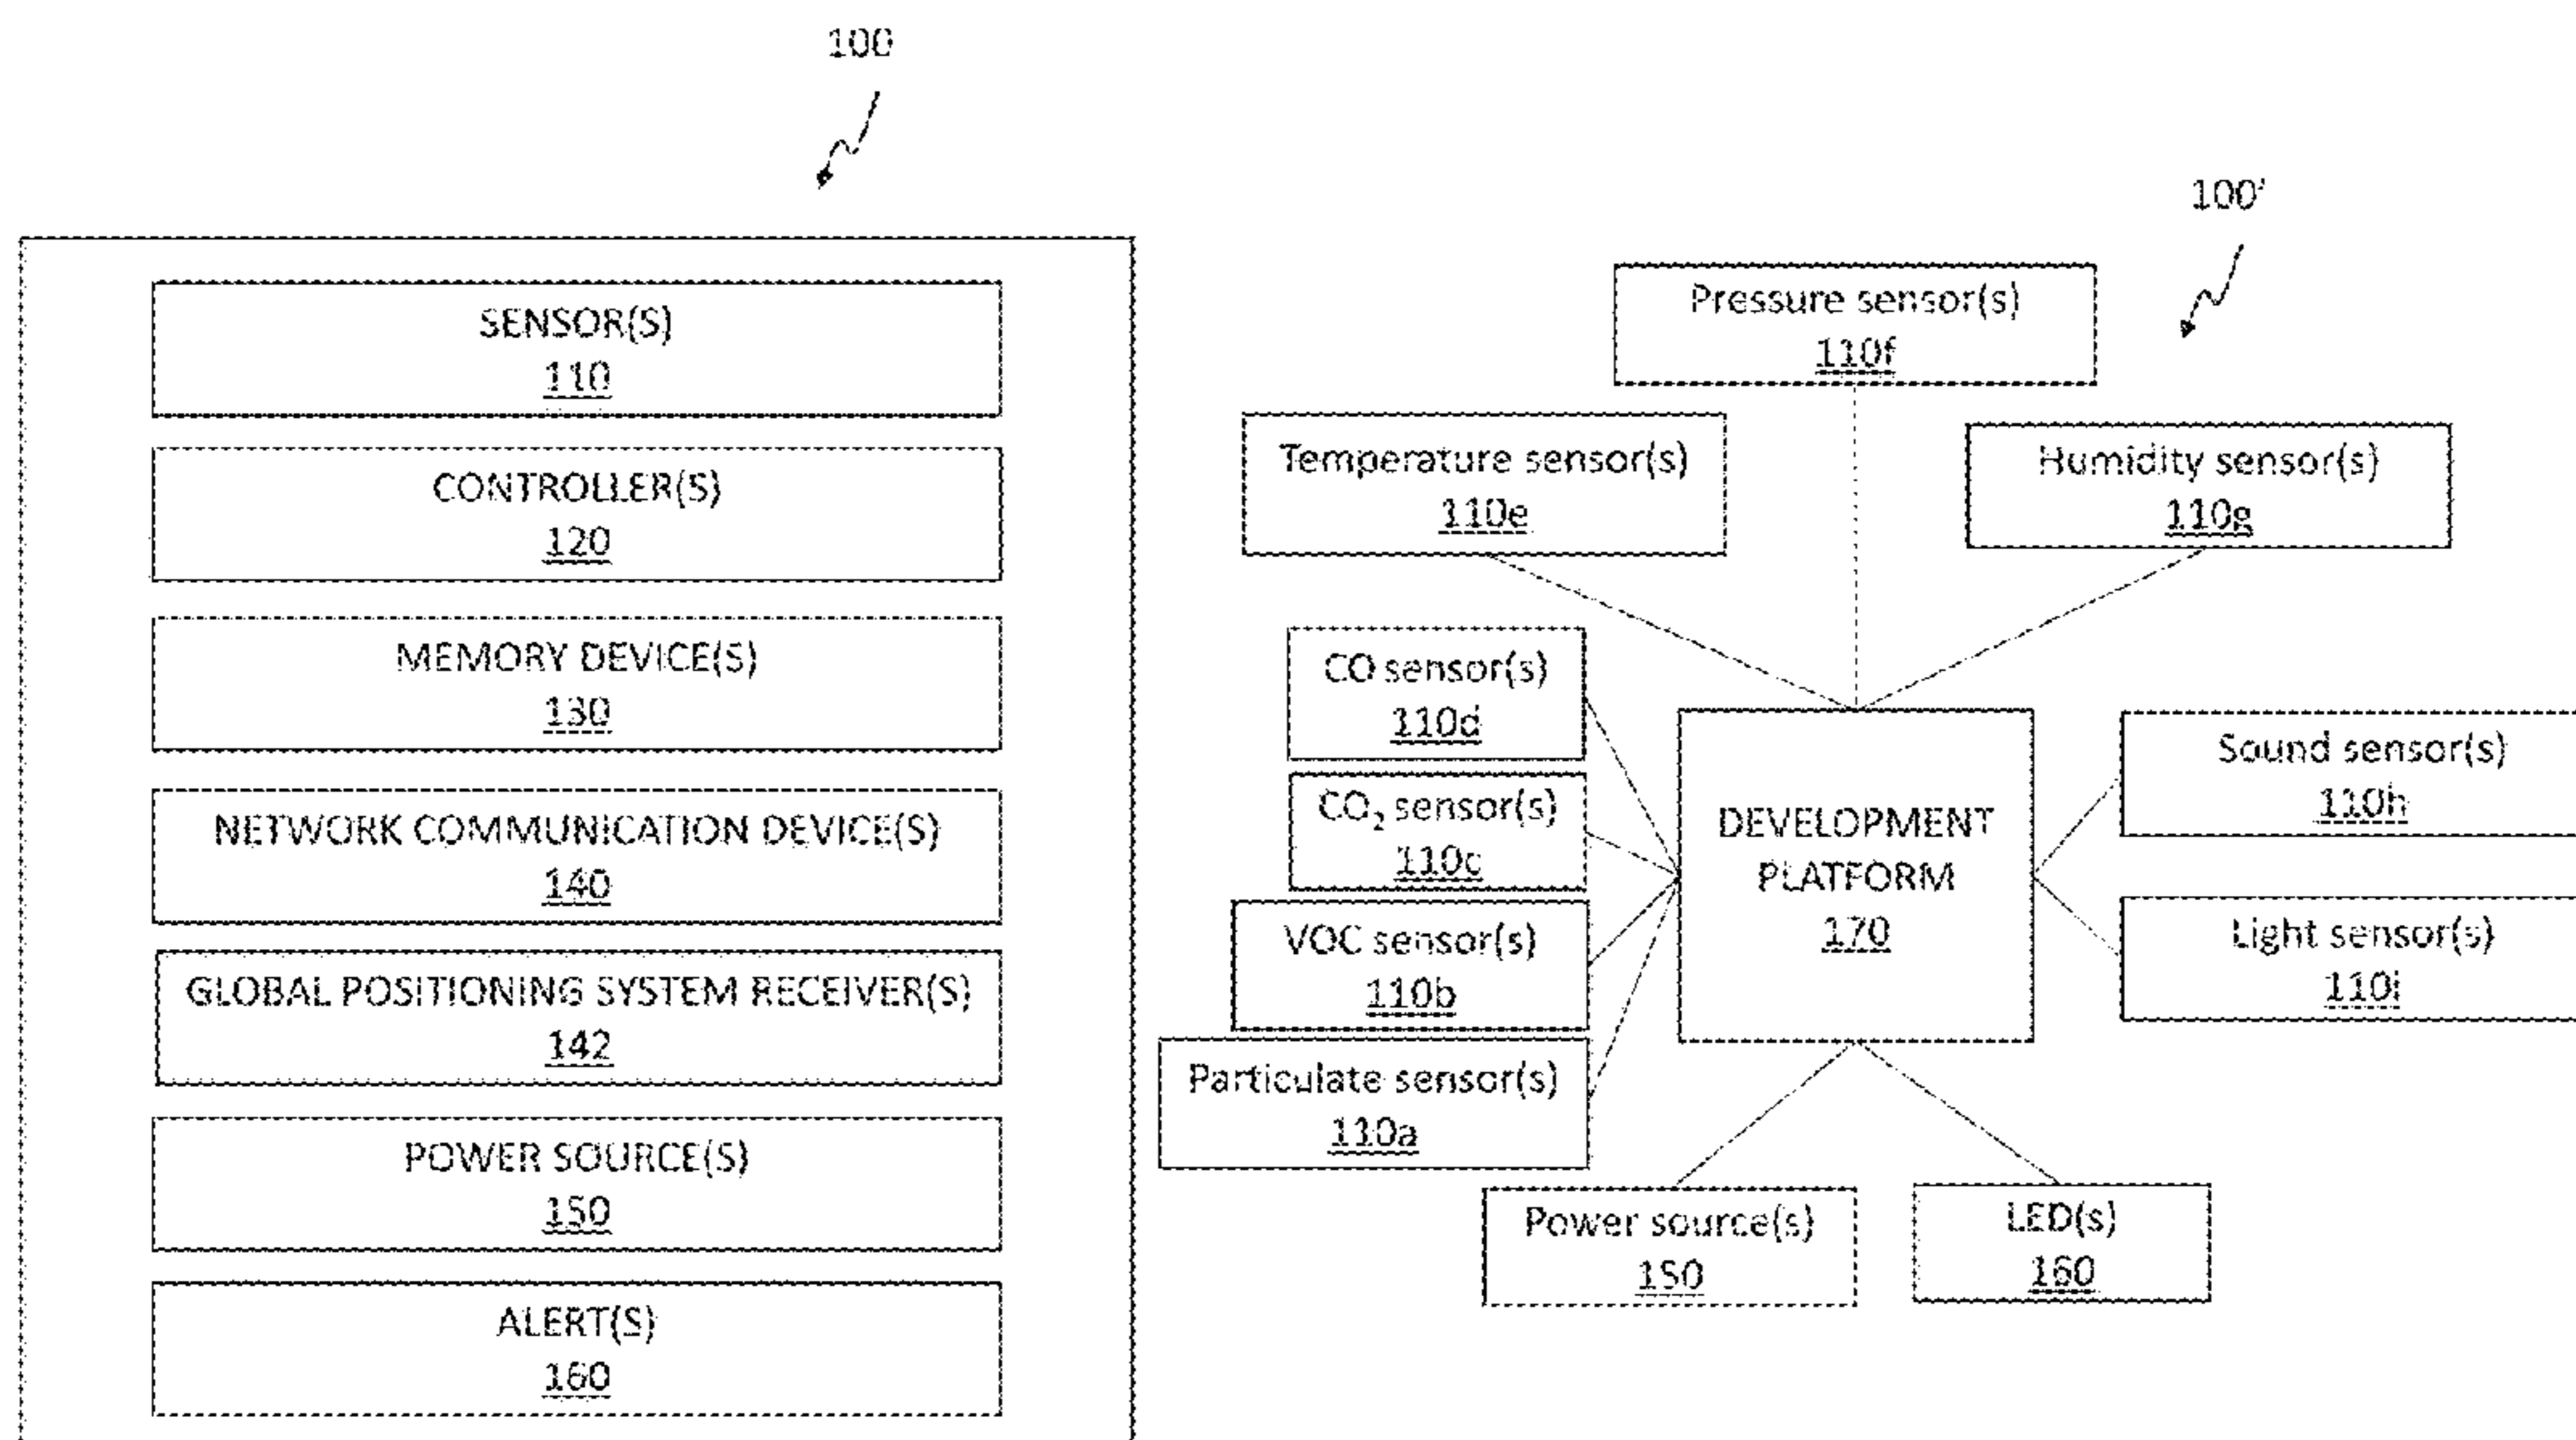 100
SENSOR(S)
110
CONTROLLER(S)
120
MEMORY DEVICE(S)
130
NETWORK COMMUNICATION DEVICE(S)
140
GLOBAL POSITIONING SYSTEM RECEIVER(S)
142
POWER SOURCE(S)
150
ALERT(S)
160
100'
Pressure sensor(s)
110f
Temperature sensor(s)
110e
Humidity sensor(s)
110g
CO sensor(s)
110d
CO₂ sensor(s)
110c
VOC sensor(s)
110b
Particulate sensor(s)
110a
DEVELOPMENT
PLATFORM
170
Sound sensor(s)
110h
Light sensor(s)
110i
Power source(s)
150
LED(s)
160